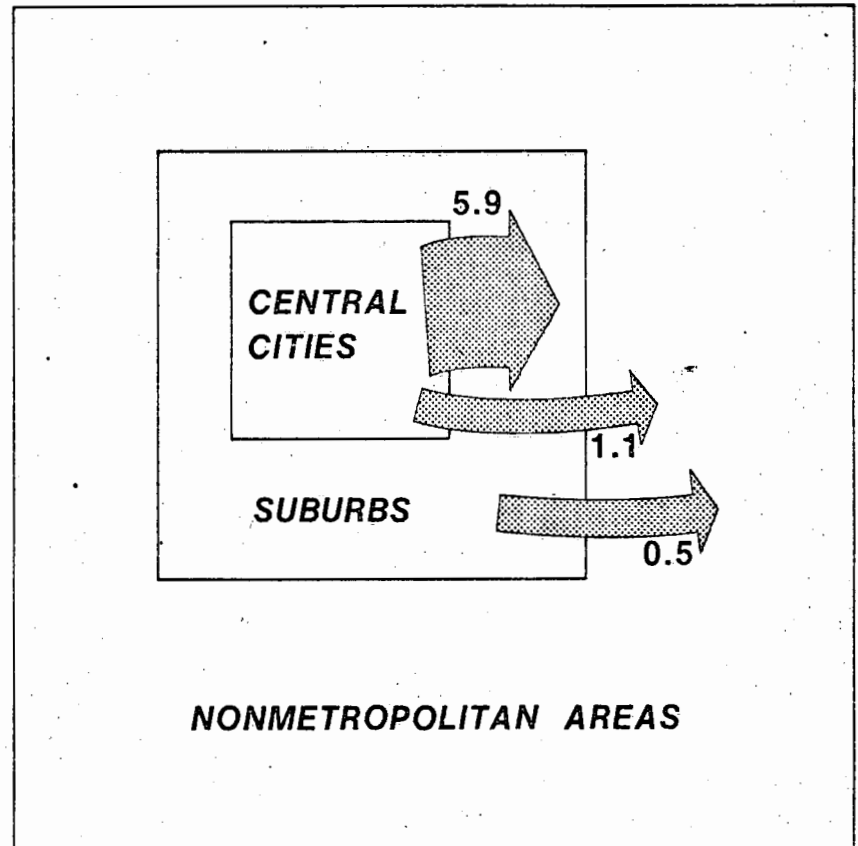 5.9
CENTRAL
CITIES
1.1
SUBURBS
0.5
NONMETROPOLITAN AREAS